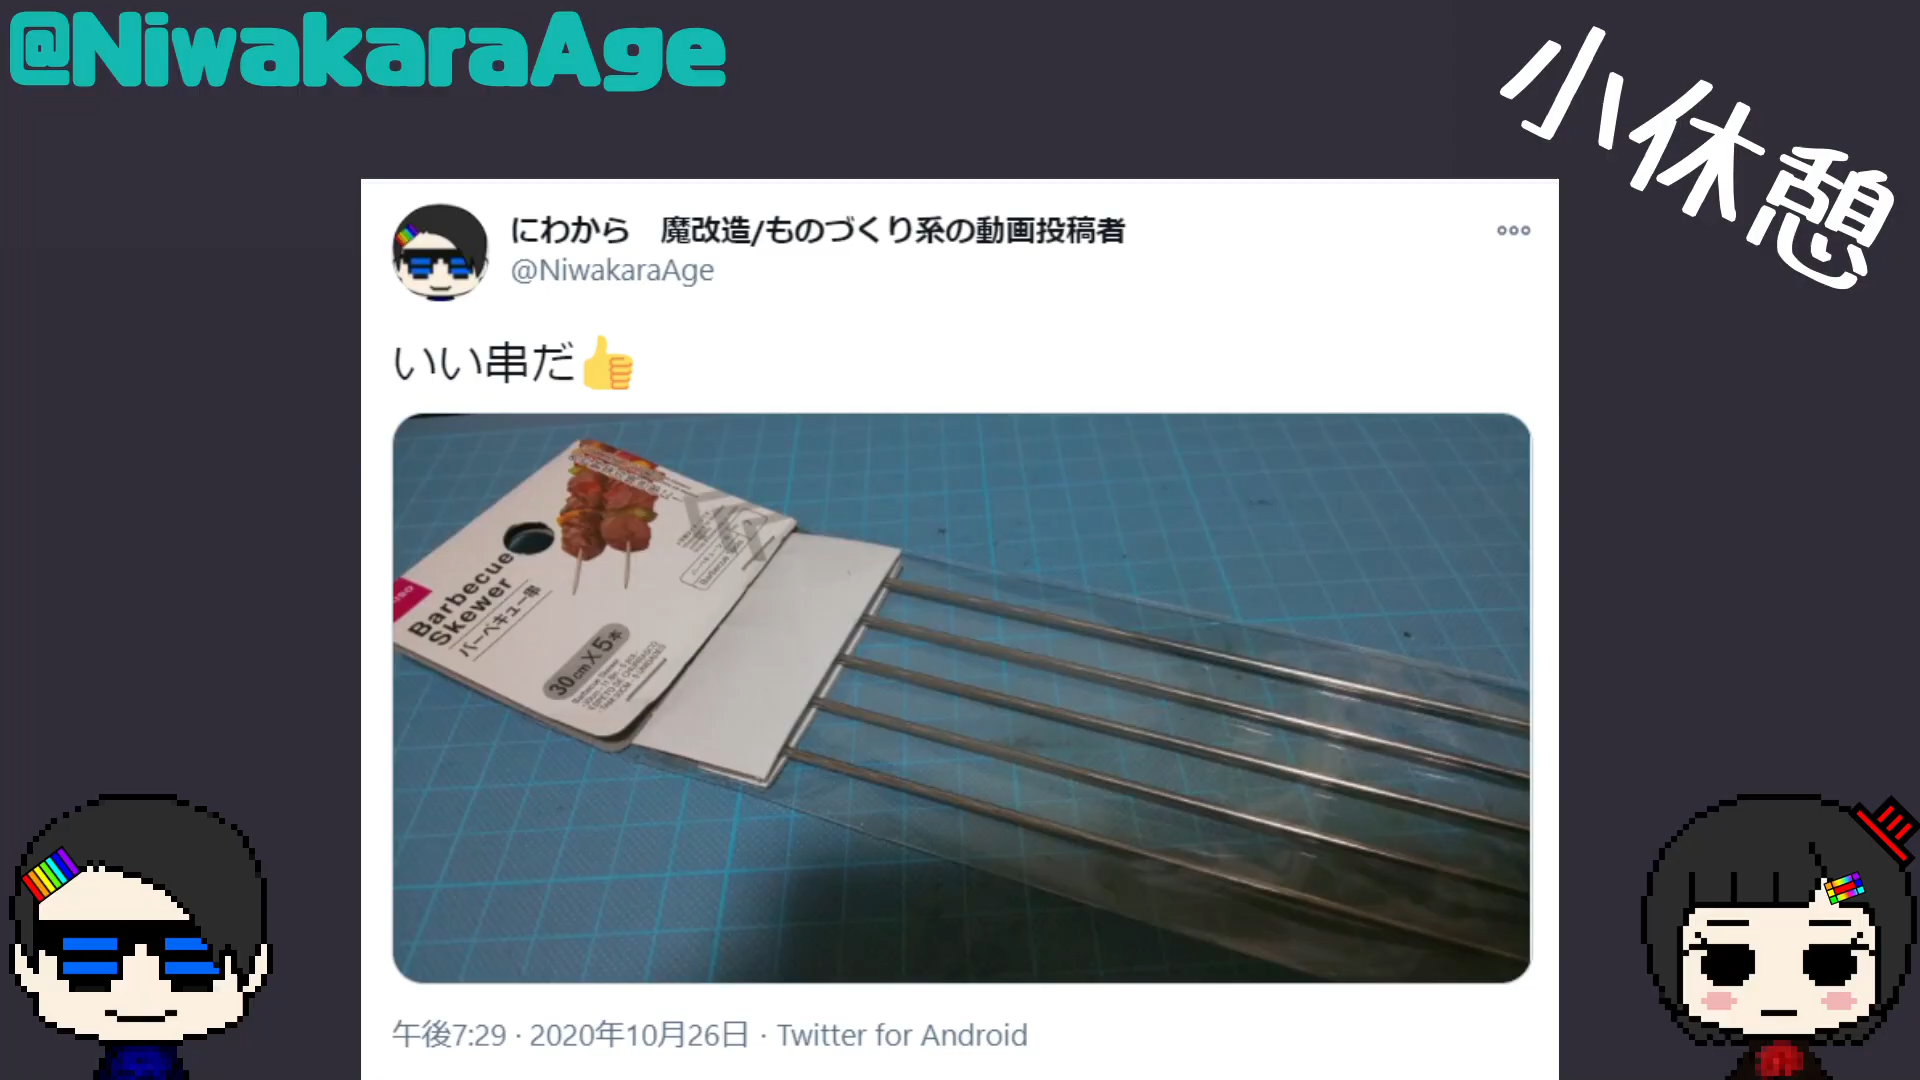 @NiwakaraAge
小休憩
にわから　魔改造/ものづくり系の動画投稿者
@NiwakaraAge
いい串だ👍
Barbecue
Skewer
バーベキュー串
30cm×5本
午後7:29 · 2020年10月26日 · Twitter for Android